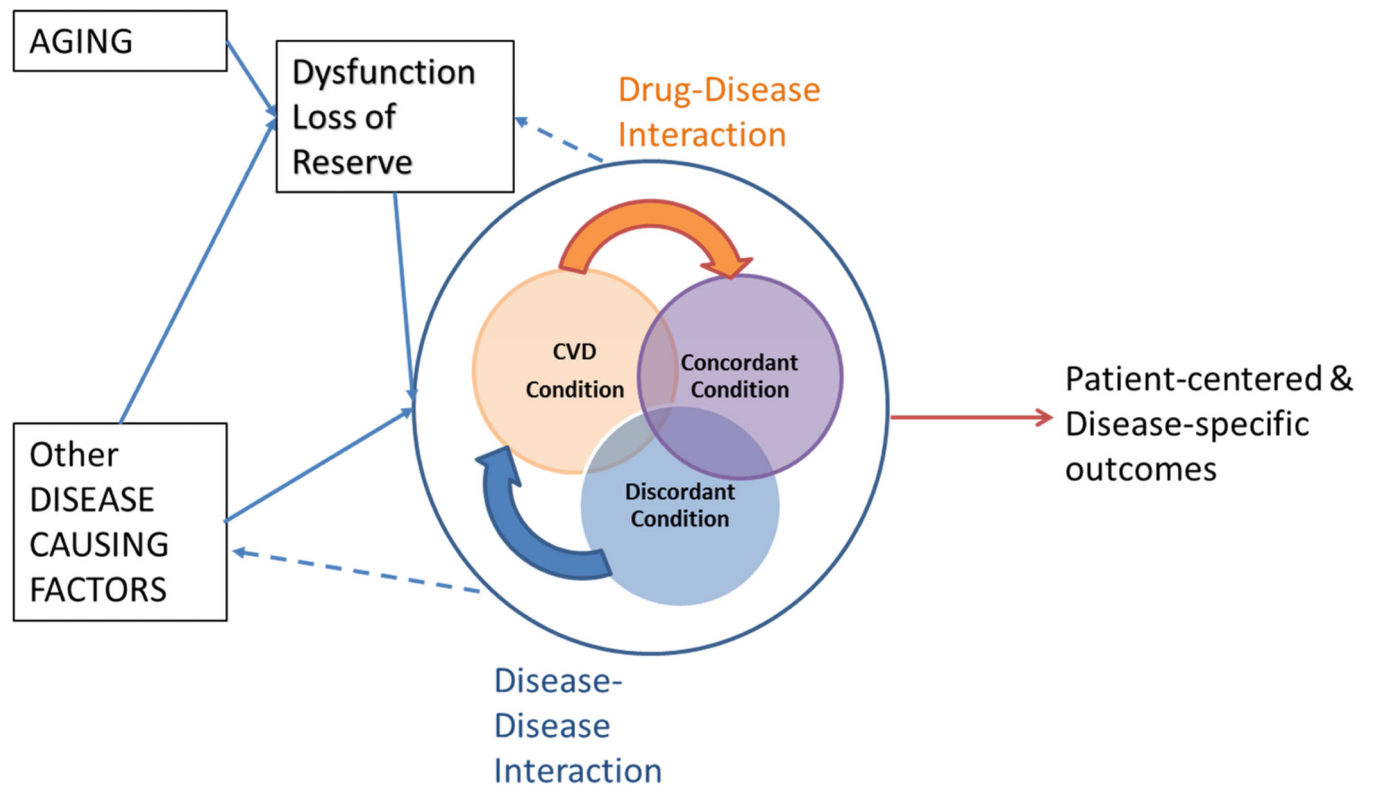 AGING
Dysfunction
Loss of
Reserve
Drug-Disease
Interaction
CVD
Condition
Concordant
Condition
Discordant
Condition
Patient-centered &
Disease-specific
outcomes
Other
DISEASE
CAUSING
FACTORS
Disease-
Disease
Interaction